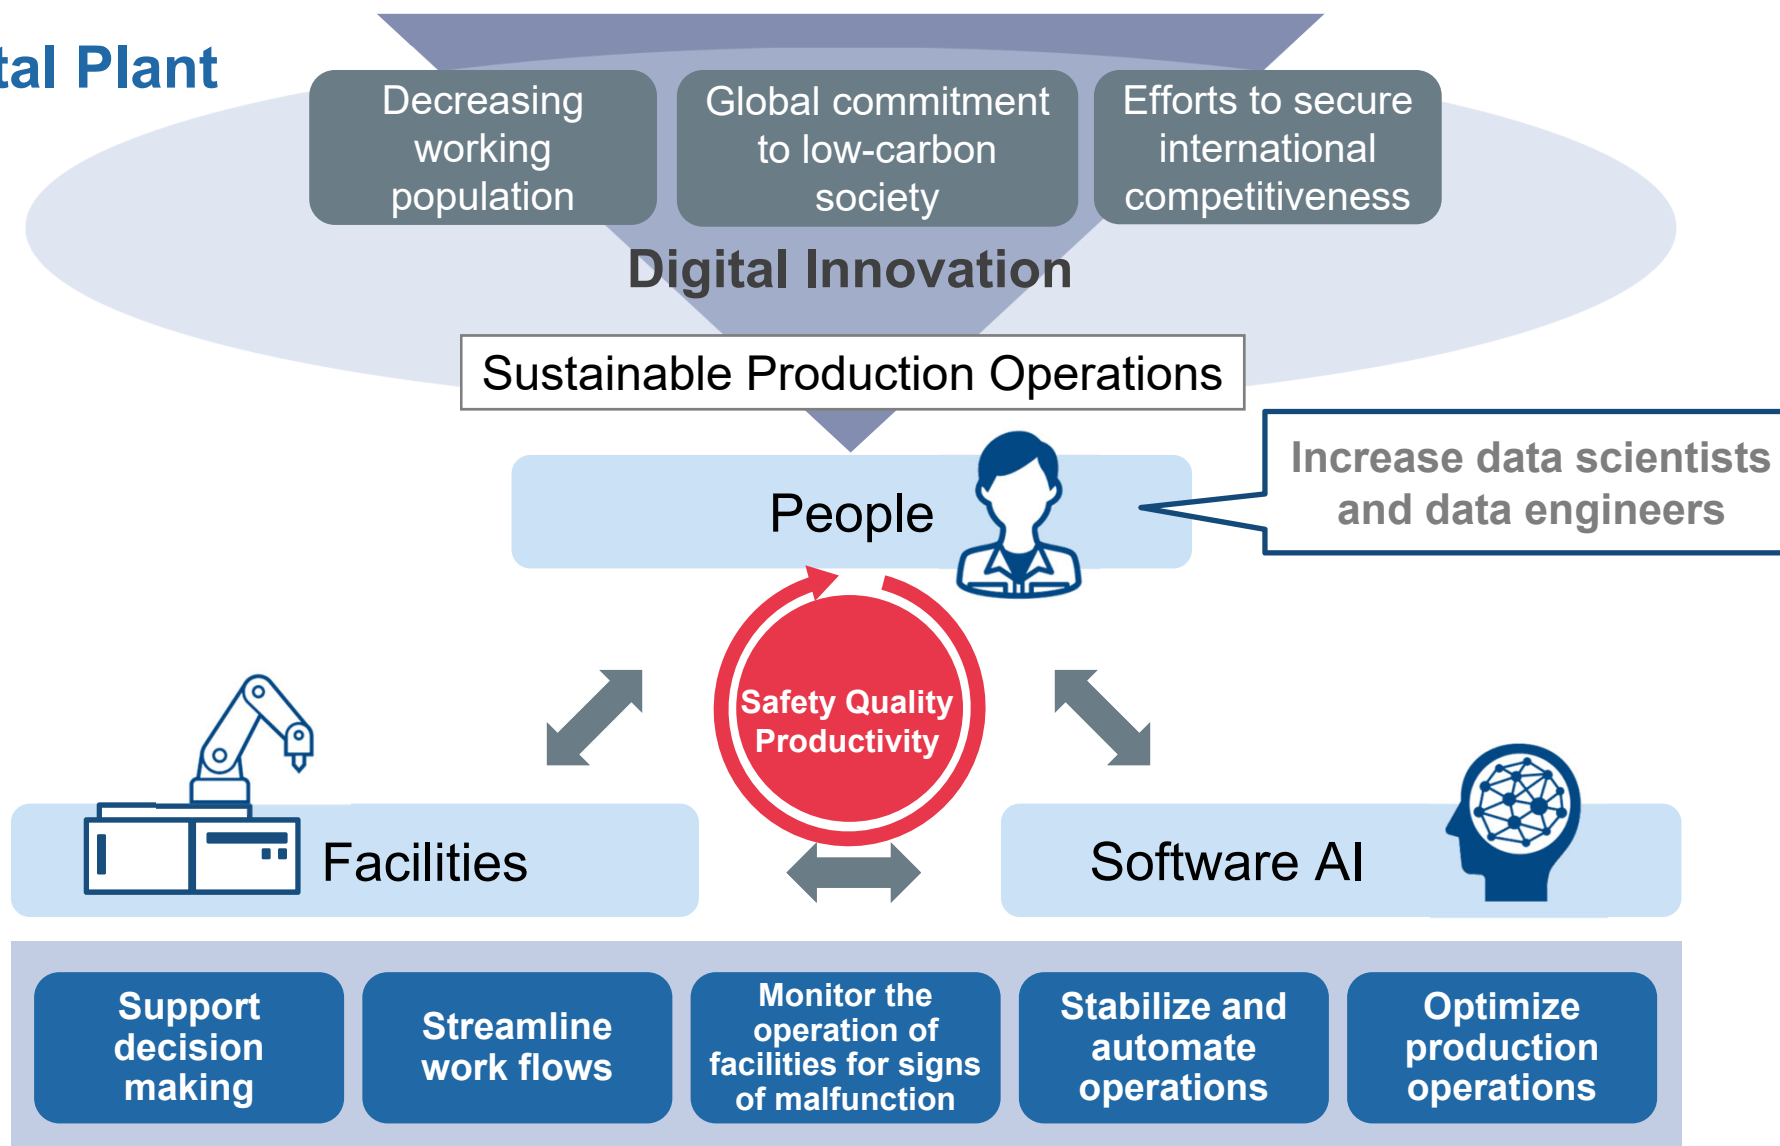 tal Plant
Decreasing
working
population
Global commitment
to low-carbon
society
Efforts to secure
international
competitiveness
Digital Innovation
Sustainable Production Operations
People
Increase data scientists
and data engineers
Safety Quality
Productivity
Facilities
Software AI
Support
decision
making
Streamline
work flows
Monitor the
operation of
facilities for signs
of malfunction
Stabilize and
automate
operations
Optimize
production
operations